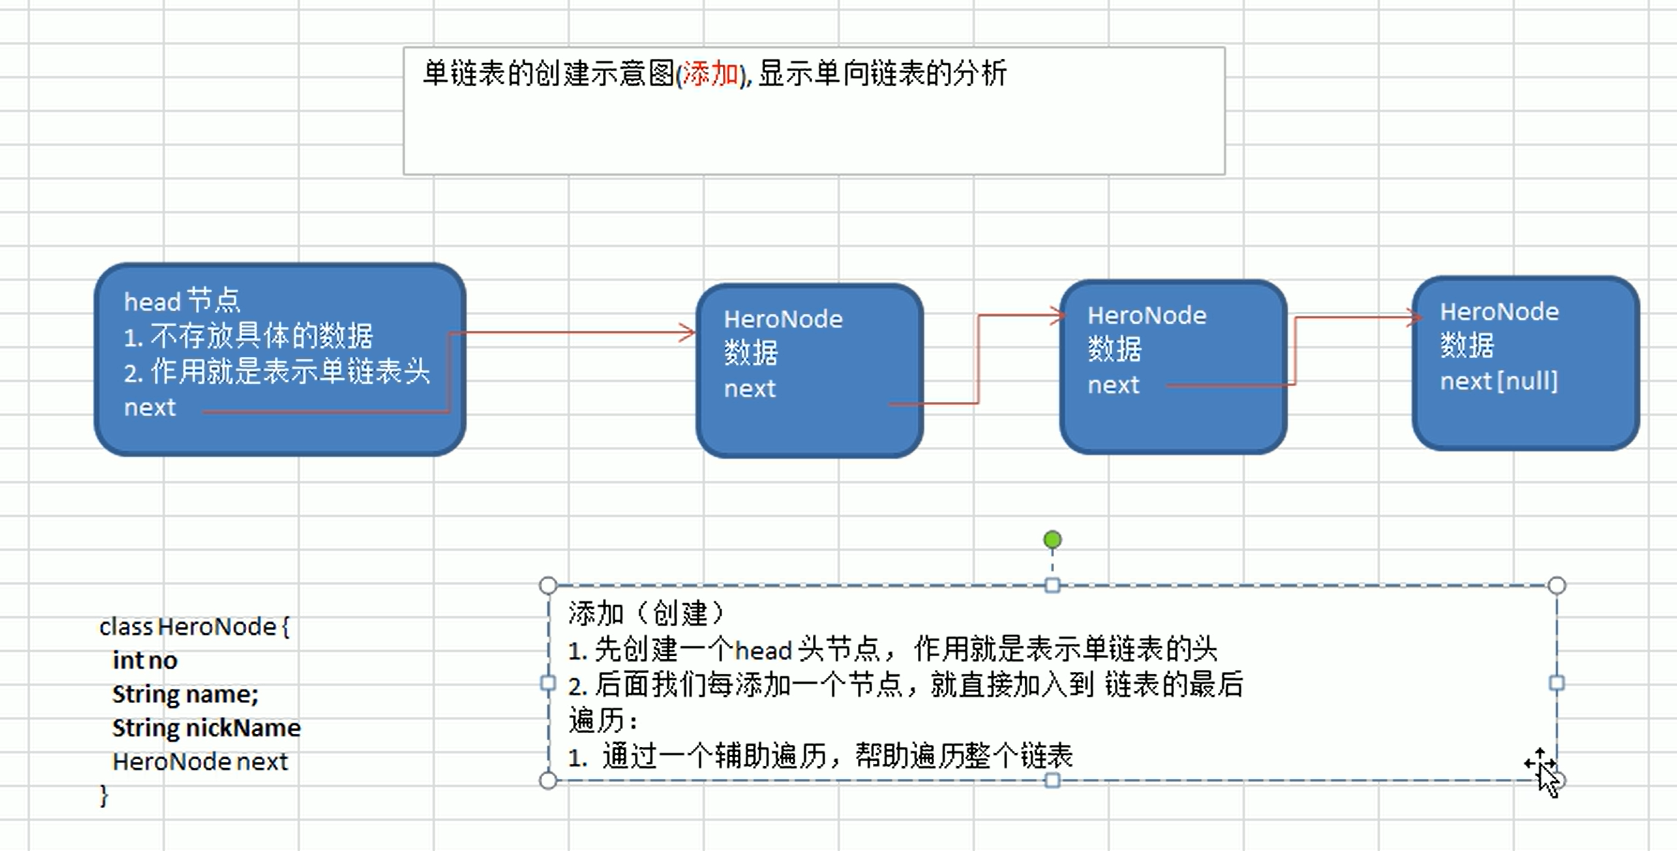 单链表的创建示意图(添加), 显示单向链表的分析
head 节点
1. 不存放具体的数据
2. 作用就是表示单链表头
next
HeroNode
数据
next
HeroNode
数据
next
HeroNode
数据
next [null]
class HeroNode {
int no
String name;
String nickName
HeroNode next
}
添加（创建）
1. 先创建一个head 头节点， 作用就是表示单链表的头
2. 后面我们每添加一个节点，就直接加入到 链表的最后
遍历：
1. 通过一个辅助遍历，帮助遍历整个链表